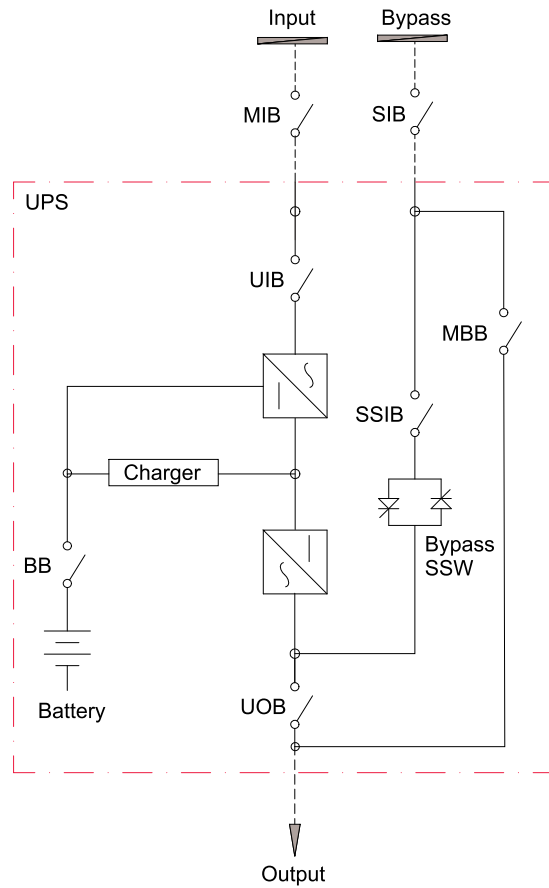 Input
Bypass
MIB
SIB
UPS
UIB
MBB
SSIB
Charger
Bypass
SSW
BB
Battery
UOB
Output